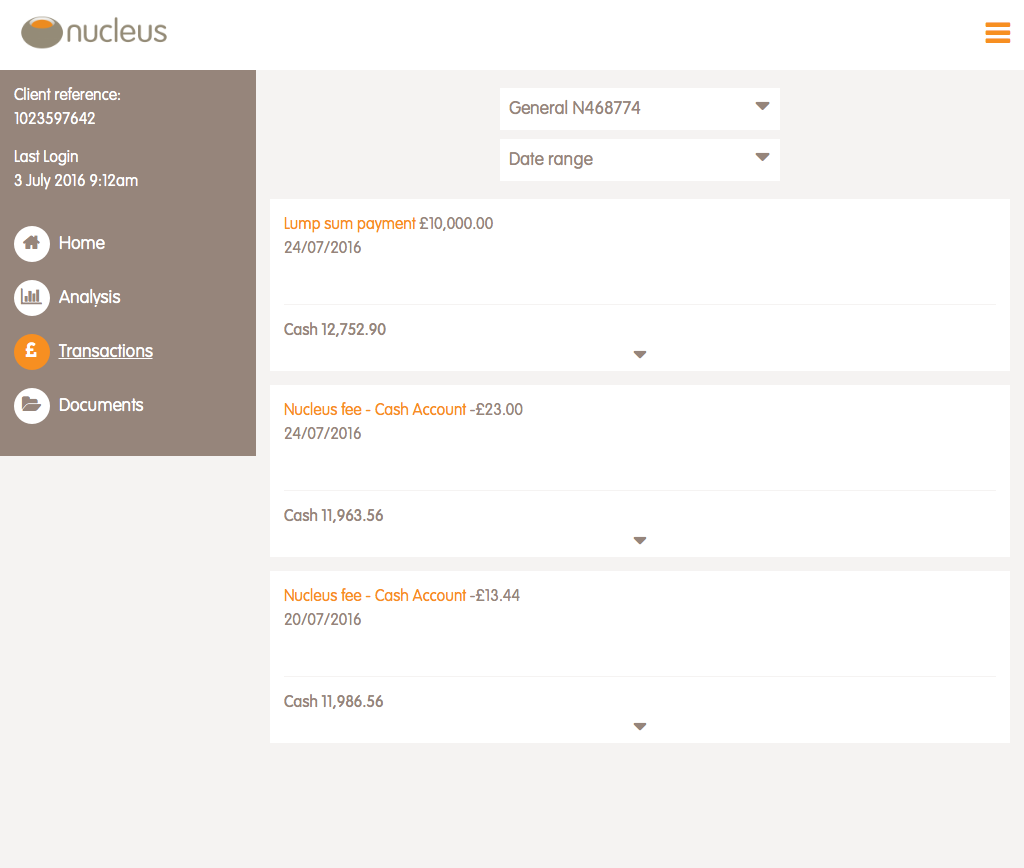 nucleus
Client reference:
1023597642
Last Login
3 July 2016 9:12am
Home
Analysis
£ Transactions
Documents
General N468774
Date range
Lump sum payment £10,000.00
24/07/2016
Cash 12,752.90
Nucleus fee - Cash Account -£23.00
24/07/2016
Cash 11,963.56
Nucleus fee - Cash Account -£13.44
20/07/2016
Cash 11,986.56